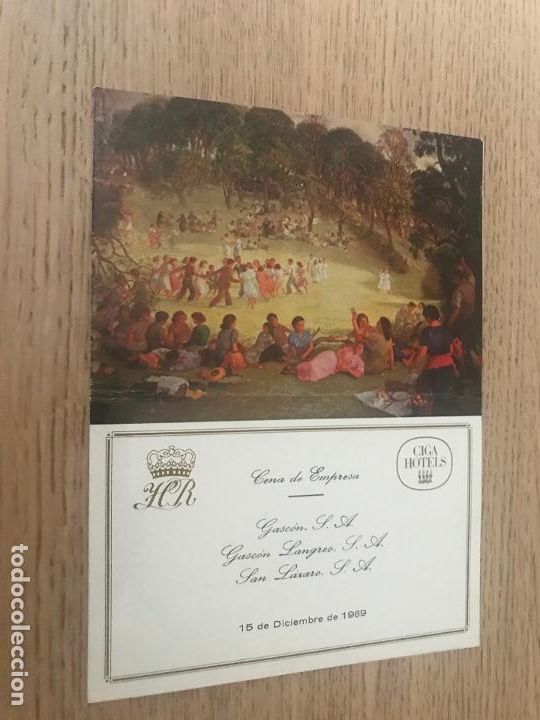 HR
Cena de Empresa
CIGA
HOTELS
Gascón, S. A.
Gascón Langreo, S. A.
San Lázaro, S. A.
15 de Diciembre de 1989
todocoleccion